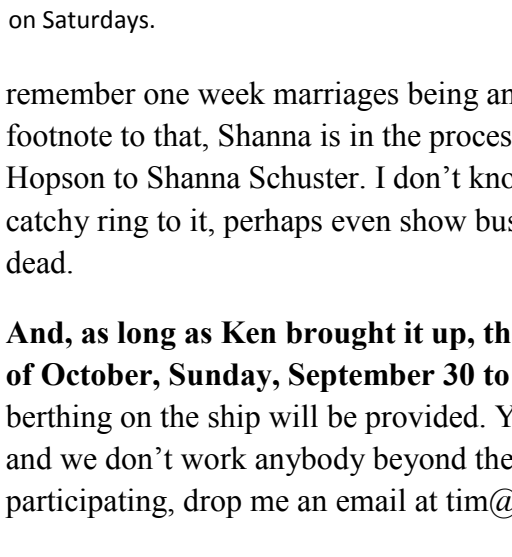 on Saturdays.
remember one week marriages being an
footnote to that, Shanna is in the proces
Hopson to Shanna Schuster. I don’t kno
catchy ring to it, perhaps even show bus
dead.
And, as long as Ken brought it up, th
of October, Sunday, September 30 to
berthing on the ship will be provided. Y
and we don’t work anybody beyond the
participating, drop me an email at tim@